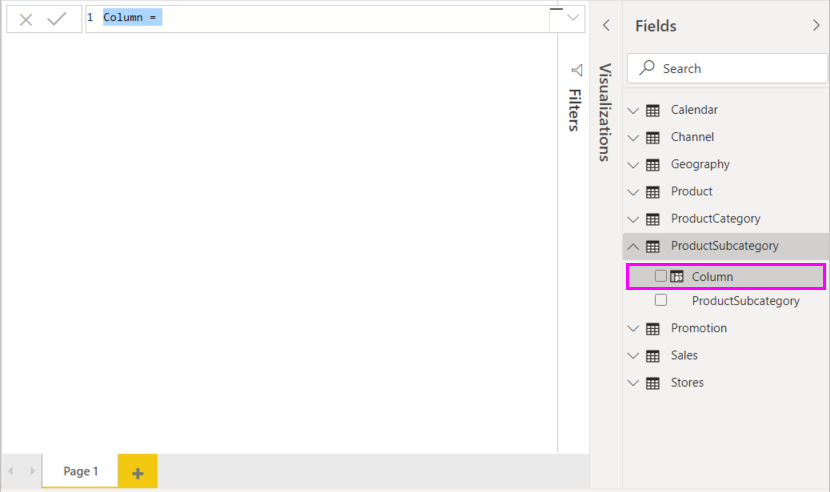 1 Column =
Filters
Visualizations
Fields
Search
Calendar
Channel
Geography
Product
ProductCategory
ProductSubcategory
Column
ProductSubcategory
Promotion
Sales
Stores
Page 1